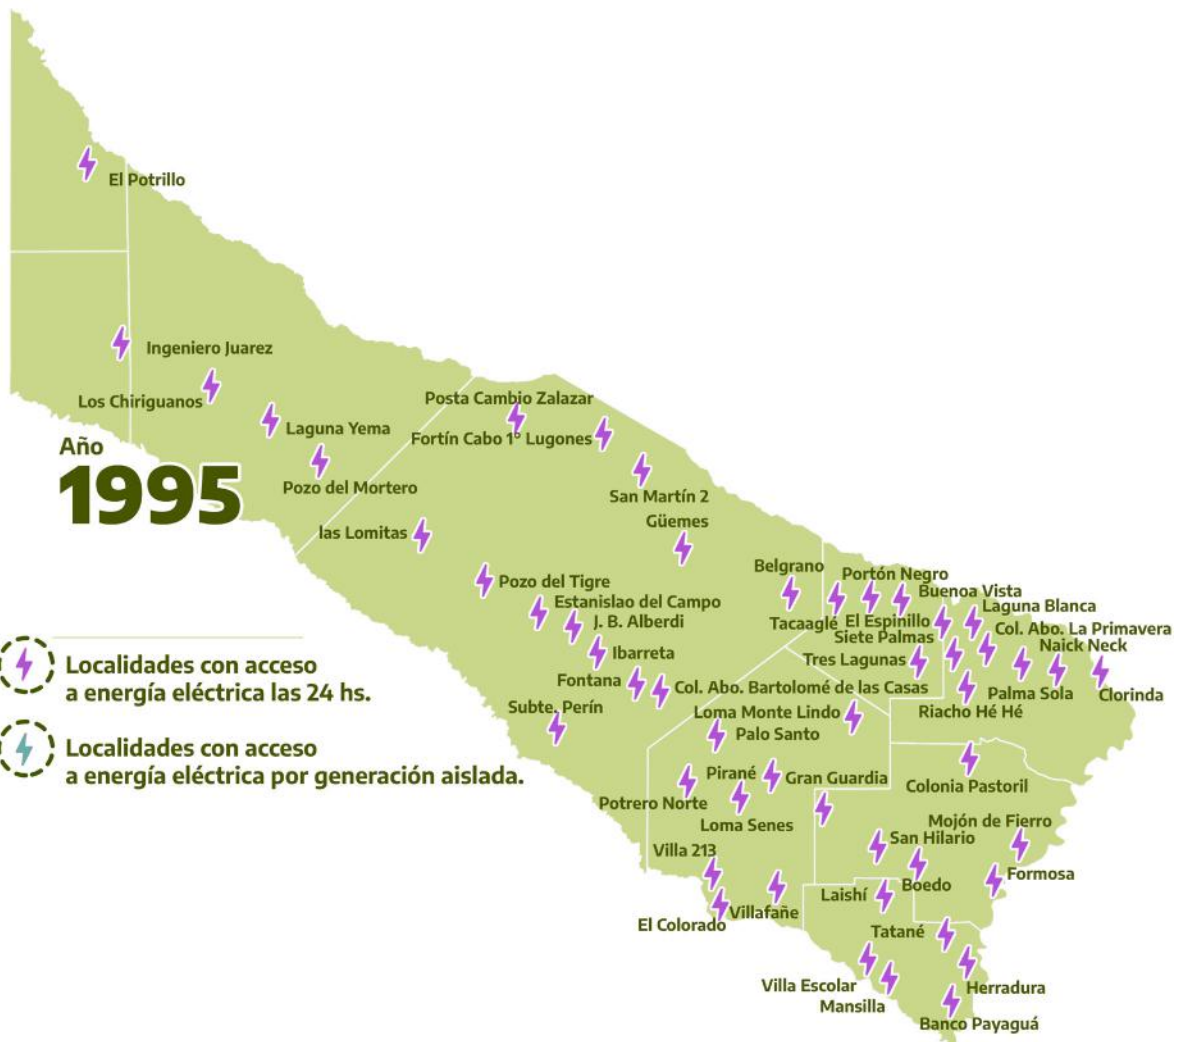 El Potrillo
Ingeniero Juarez
Los Chiriguanos
Laguna Yema
Posta Cambio Zalazar
Fortín Cabo 1° Lugones
Año
1995
Pozo del Mortero
San Martín 2
Güemes
las Lomitas
Belgrano
Portón Negro
Pozo del Tigre
Buenoa Vista
Estanislao del Campo
Laguna Blanca
J. B. Alberdi
Tacaaglé
El Espinillo
Col. Abo. La Primavera
Siete Palmas
Naick Neck
Ibarreta
Tres Lagunas
Localidades con acceso
a energía eléctrica las 24 hs.
Fontana
Col. Abo. Bartolomé de las Casas
Palma Sola
Clorinda
Subte. Perín
Loma Monte Lindo
Riacho Hé Hé
Palo Santo
Localidades con acceso
a energía eléctrica por generación aislada.
Pirané
Gran Guardia
Colonia Pastoril
Potrero Norte
Loma Senes
Mojón de Fierro
San Hilario
Villa 213
Formosa
Boedo
Laishí
Villafañe
El Colorado
Tatané
Villa Escolar
Herradura
Mansilla
Banco Payaguá